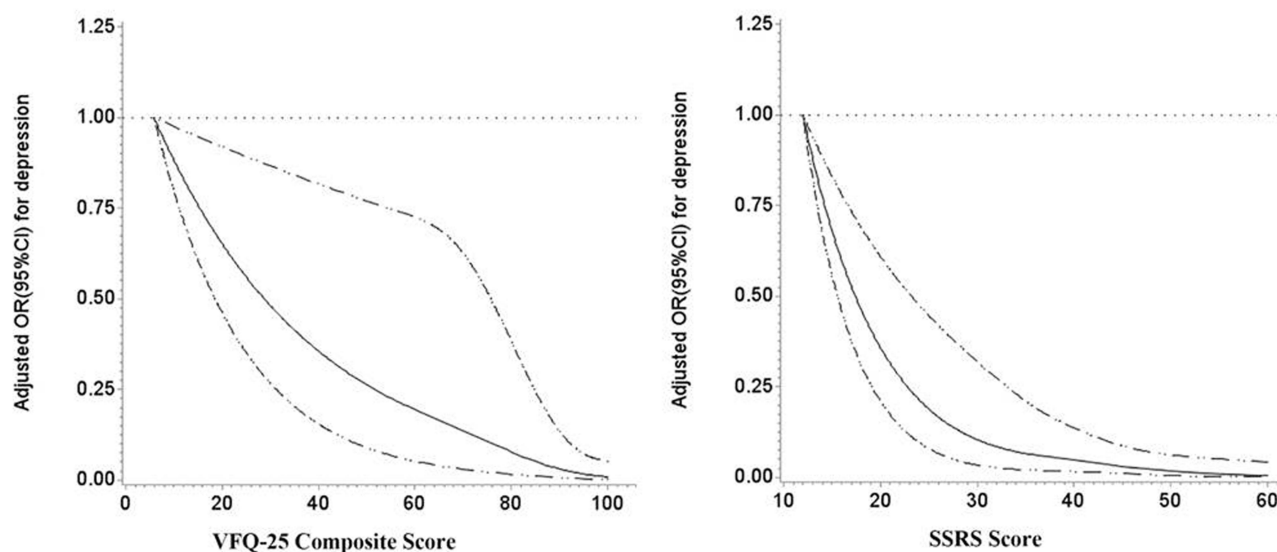 1.25
1.00
0.75
0.50
0.25
0.00
Adjusted OR(95%CI) for depression
0 20 40 60 80 100
VFQ-25 Composite Score
1.25
1.00
0.75
0.50
0.25
0.00
Adjusted OR(95%CI) for depression
10 20 30 40 50 60
SSRS Score